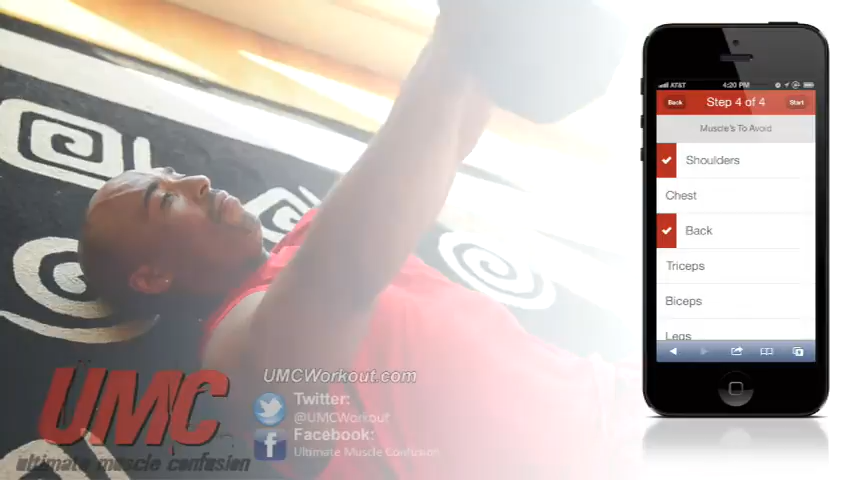 AT&T 4:20 PM
Back Step 4 of 4 Start
Muscle's To Avoid
Shoulders
Chest
Back
Triceps
Biceps
Legs
UMCWorkout.com
Twitter:
@UMCWorkout
Facebook:
Ultimate Muscle Confusion
UMC
ultimate muscle confusion